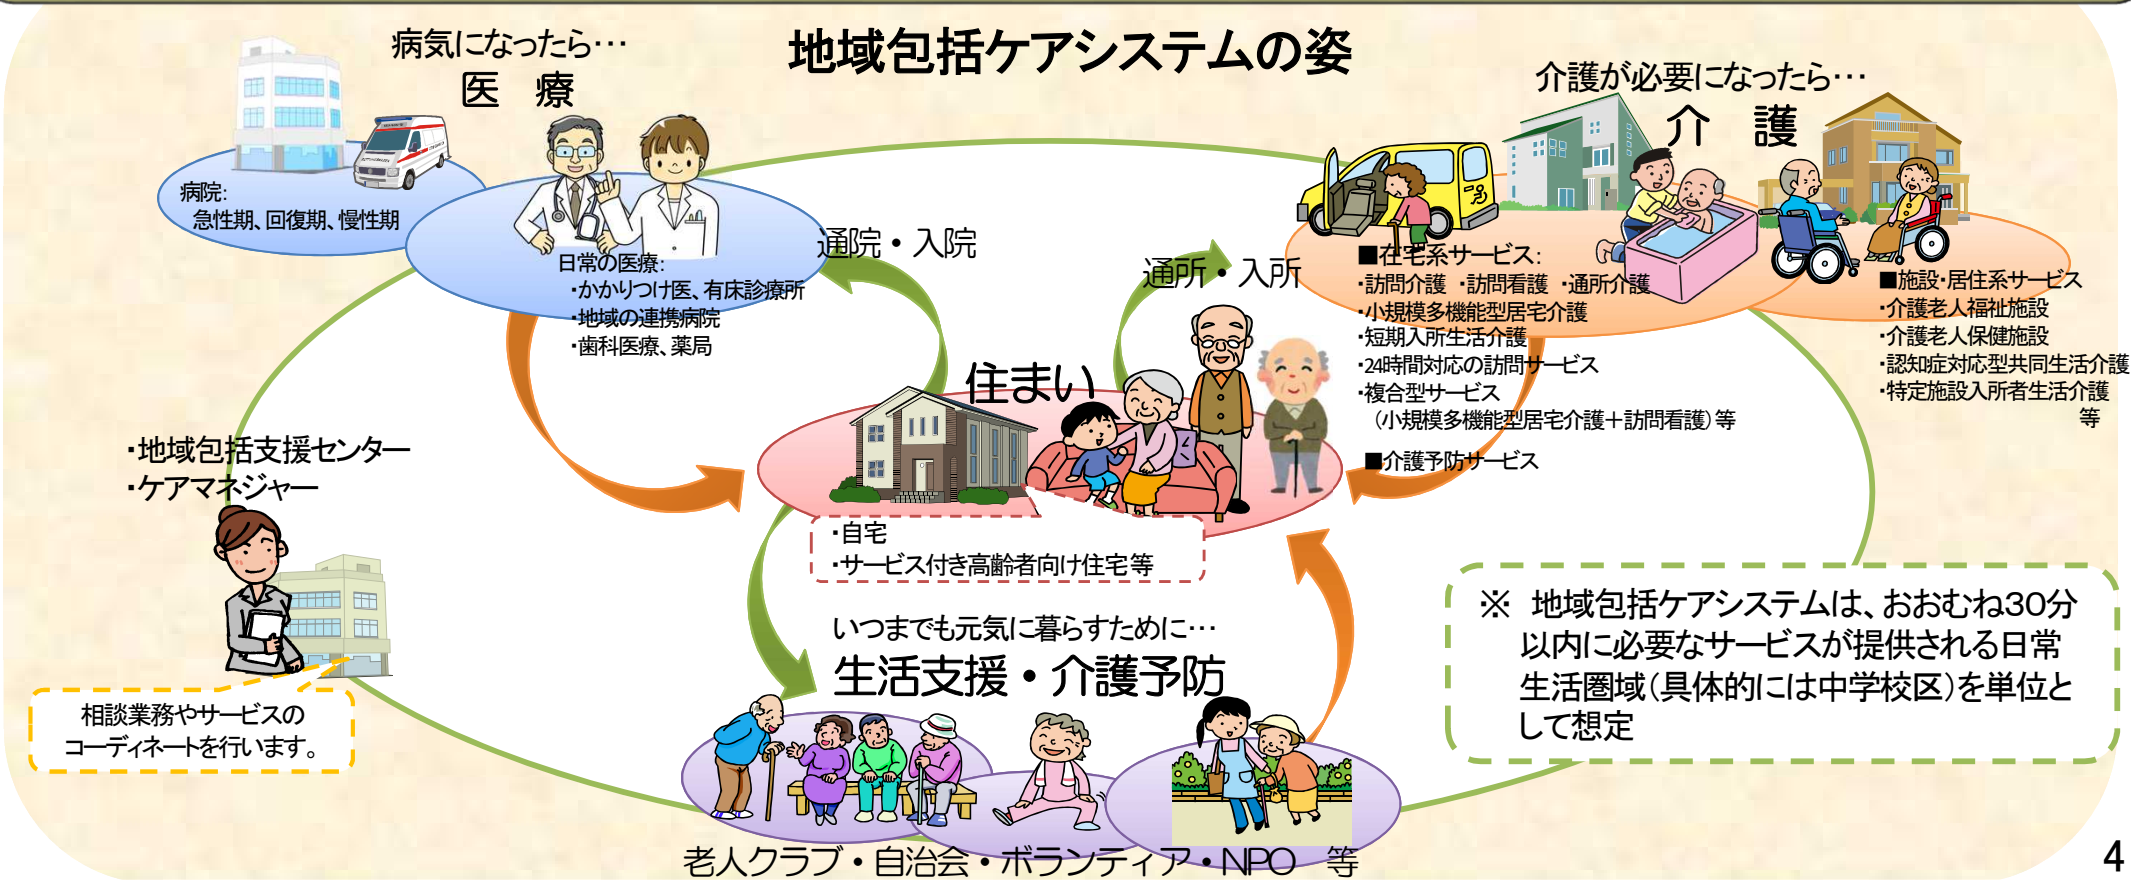 地域包括ケアシステムの姿
病気になったら…
医 療
病院:
急性期、回復期、慢性期
日常の医療:
・かかりつけ医、有床診療所
・地域の連携病院
・歯科医療、薬局
通院・入院
通所・入所
介護が必要になったら…
介 護
■在宅系サービス:
・訪問介護 ・訪問看護 ・通所介護
・小規模多機能型居宅介護
・短期入所生活介護
・24時間対応の訪問サービス
・複合型サービス
（小規模多機能型居宅介護＋訪問看護）等
■介護予防サービス
■施設・居住系サービス
・介護老人福祉施設
・介護老人保健施設
・認知症対応型共同生活介護
・特定施設入所者生活介護
等
住まい
・自宅
・サービス付き高齢者向け住宅等
・地域包括支援センター
・ケアマネジャー
相談業務やサービスの
コーディネートを行います。
いつまでも元気に暮らすために…
生活支援・介護予防
老人クラブ・自治会・ボランティア・NPO 等
※ 地域包括ケアシステムは、おおむね30分
以内に必要なサービスが提供される日常
生活圏域（具体的には中学校区）を単位と
して想定
4